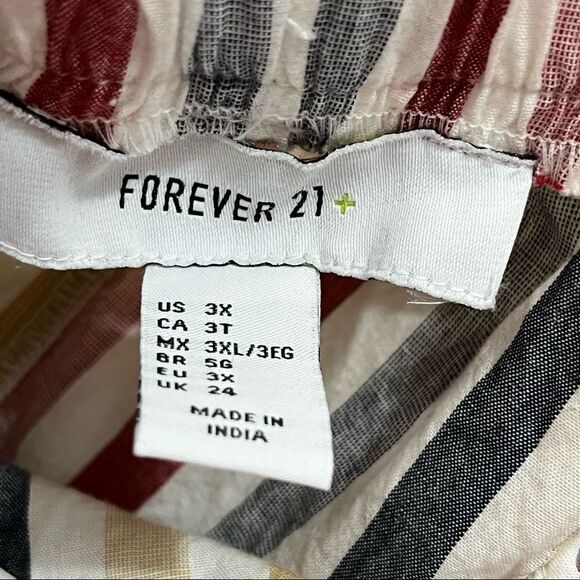 FOREVER 21+
US 3X
CA 3T
MX 3XL/3EG
BR 5G
EU 3X
UK 24
MADE IN
INDIA